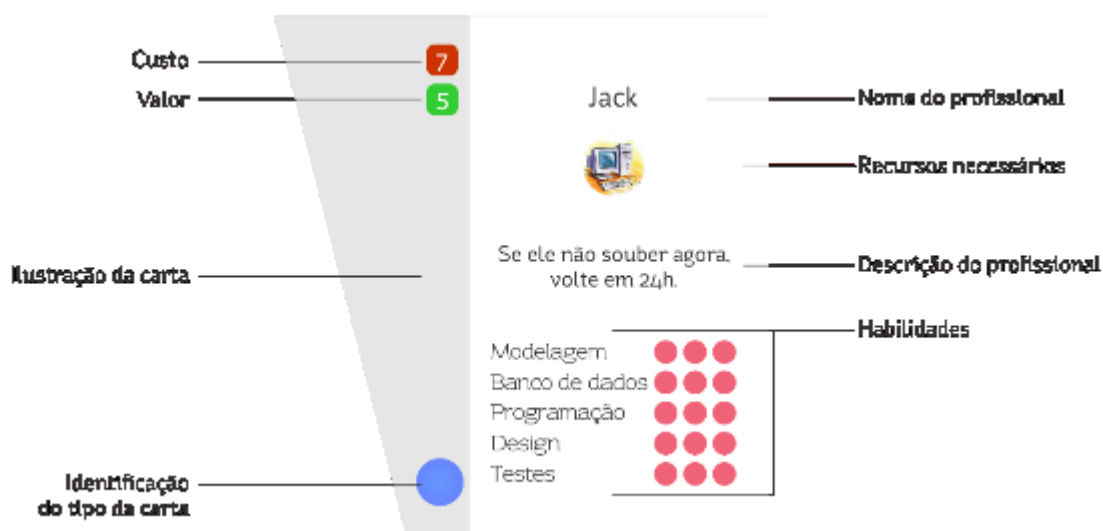 Custo
7
Valor
5
Jack
Nome do profissional
Recursos necessários
Ilustração da carta
Se ele não souber agora,
volte em 24h.
Descrição do profissional
Habilidades
Modelagem
Banco de dados
Programação
Design
Testes
Identificação
do tipo da carta